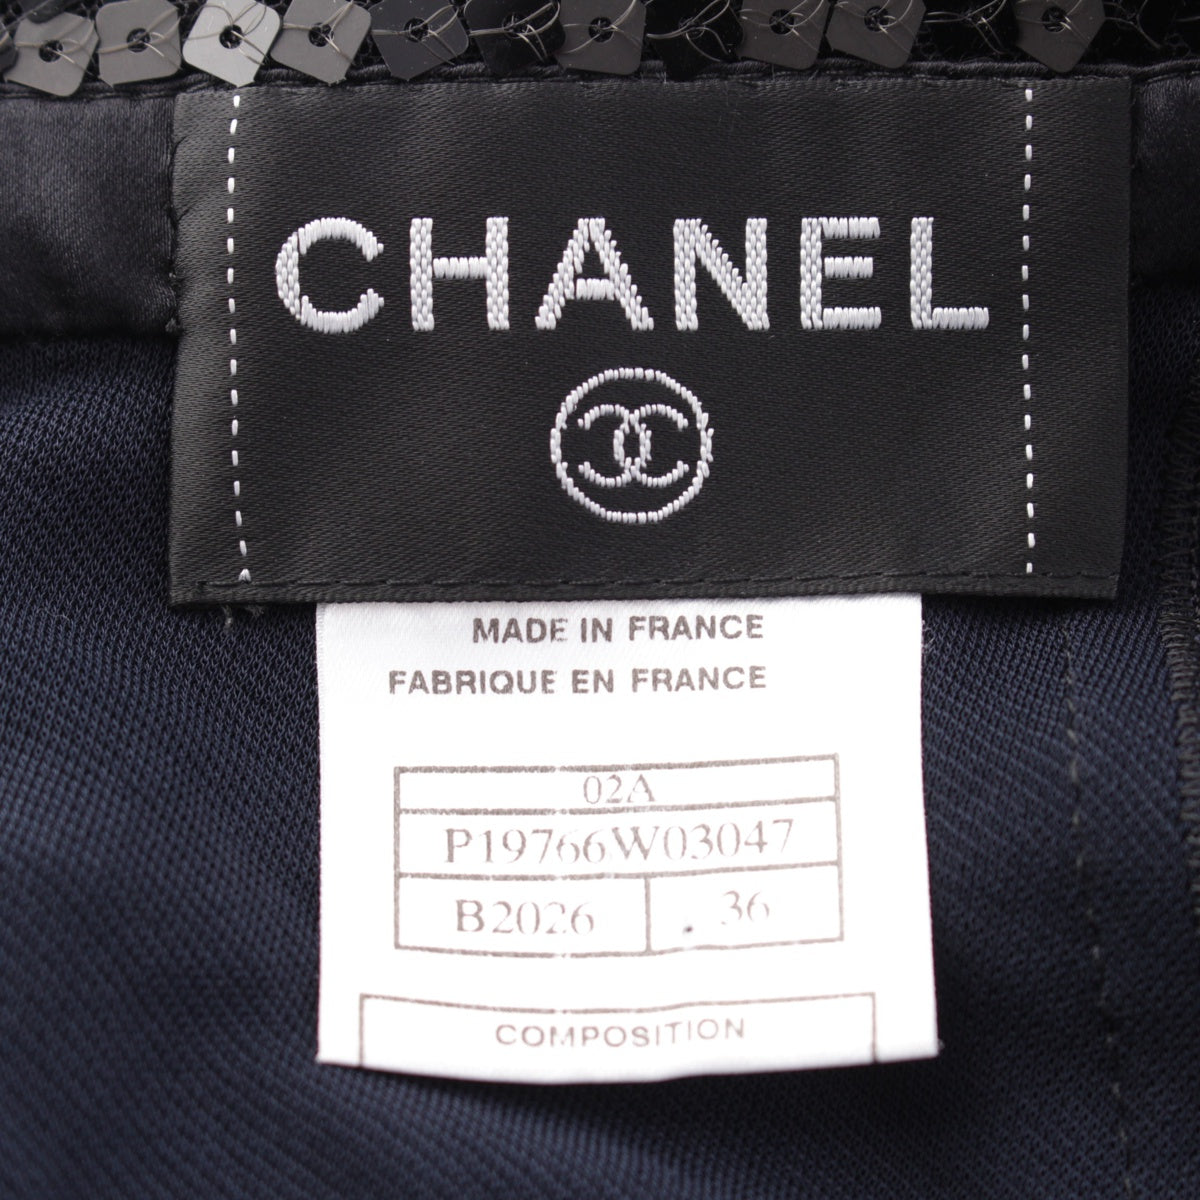 CHANEL
MADE IN FRANCE
FABRIQUE EN FRANCE
02A
P19766W03047
B2026 36
COMPOSITION